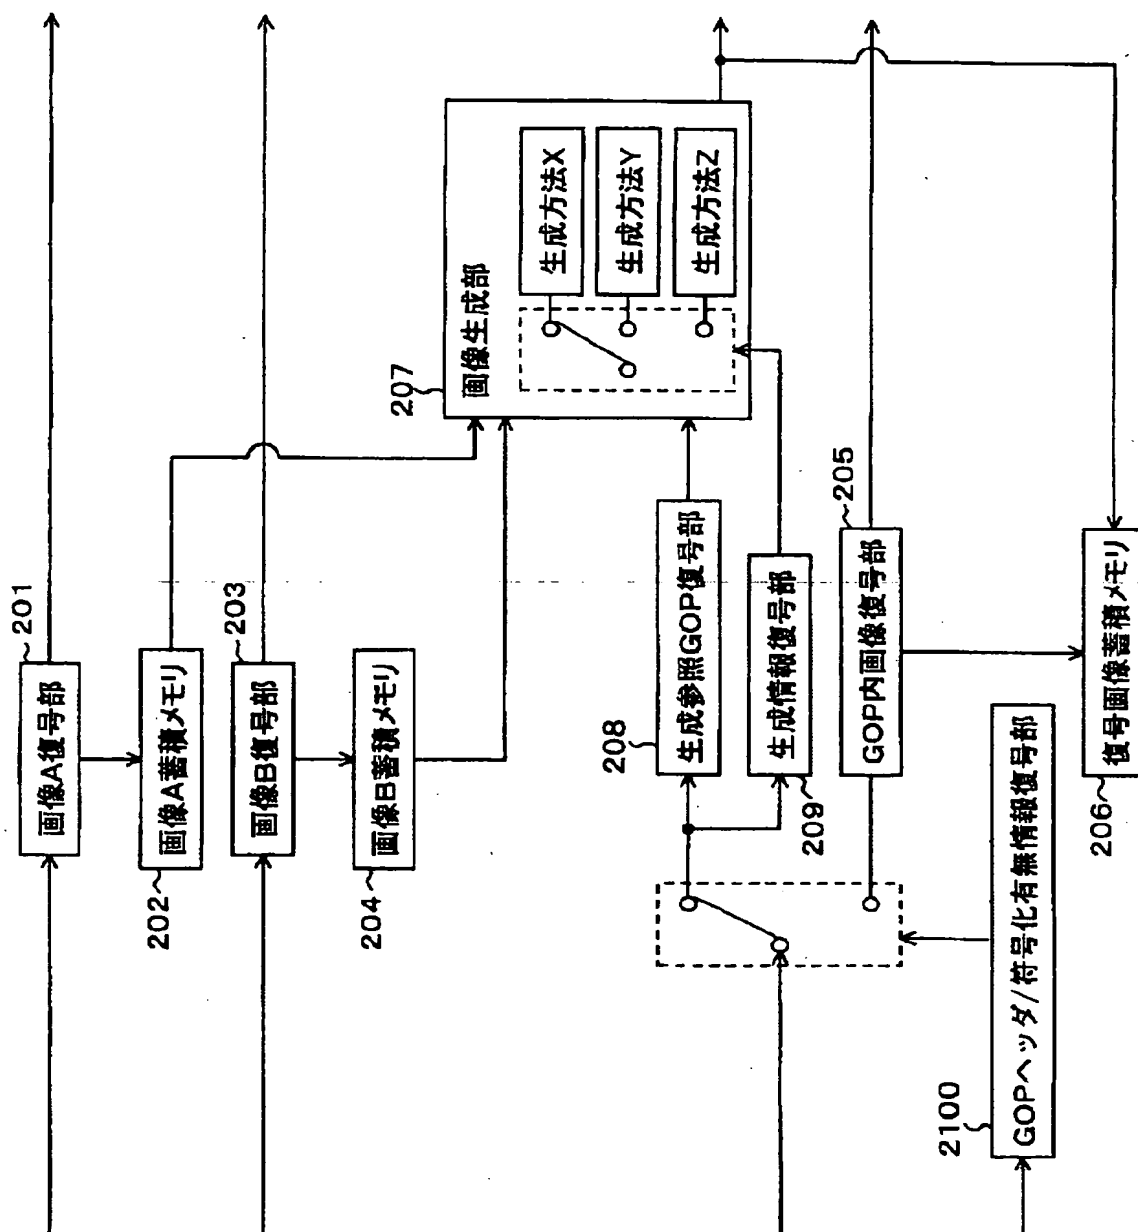 201
画像A復号部
画像A蓄積メモリ
202
203
画像B復号部
画像B蓄積メモリ
204
207
画像生成部
生成方法X
生成方法Y
生成方法Z
208
生成参照GOP復号部
生成情報復号部
209
205
GOP内画像復号部
復号画像蓄積メモリ
206
2100
GOPヘッダ/符号化有無情報復号部